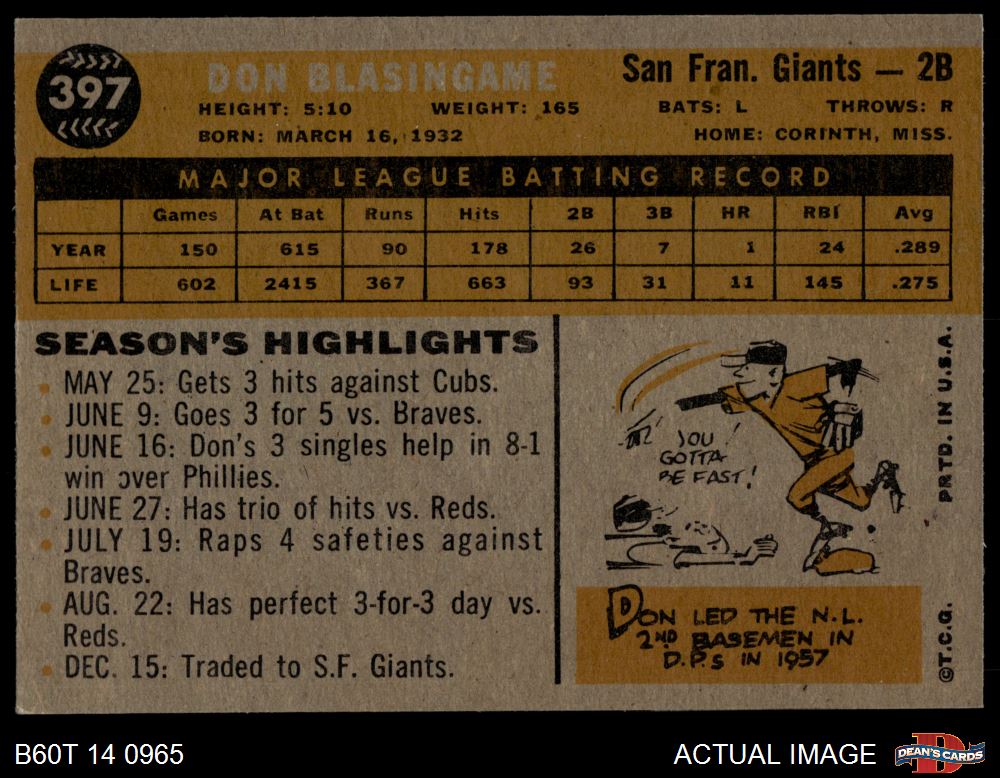 397
DON BLASINGAME
San Fran. Giants — 2B
HEIGHT: 5:10 WEIGHT: 165 BATS: L THROWS: R
BORN: MARCH 16, 1932 HOME: CORINTH, MISS.
MAJOR LEAGUE BATTING RECORD
Games At Bat Runs Hits 2B 3B HR RBI Avg
YEAR 150 615 90 178 26 7 1 24 .289
LIFE 602 2415 367 663 93 31 11 145 .275
SEASON'S HIGHLIGHTS
• MAY 25: Gets 3 hits against Cubs.
• JUNE 9: Goes 3 for 5 vs. Braves.
• JUNE 16: Don's 3 singles help in 8-1
win over Phillies.
• JUNE 27: Has trio of hits vs. Reds.
• JULY 19: Raps 4 safeties against
Braves.
• AUG. 22: Has perfect 3-for-3 day vs.
Reds.
• DEC. 15: Traded to S.F. Giants.
YOU
GOTTA
BE FAST!
DON LED THE N.L.
2ND BASEMEN IN
D.P.s IN 1957
©T.C.G. PRTD. IN U.S.A.
B60T 14 0965
ACTUAL IMAGE
DEAN'S CARDS